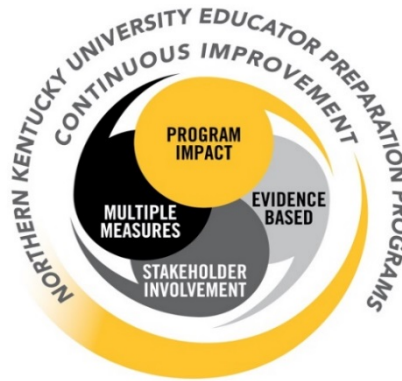 NORTHERN KENTUCKY UNIVERSITY EDUCATOR PREPARATION PROGRAMS
CONTINUOUS IMPROVEMENT
PROGRAM
IMPACT
MULTIPLE
MEASURES
EVIDENCE
BASED
STAKEHOLDER
INVOLVEMENT